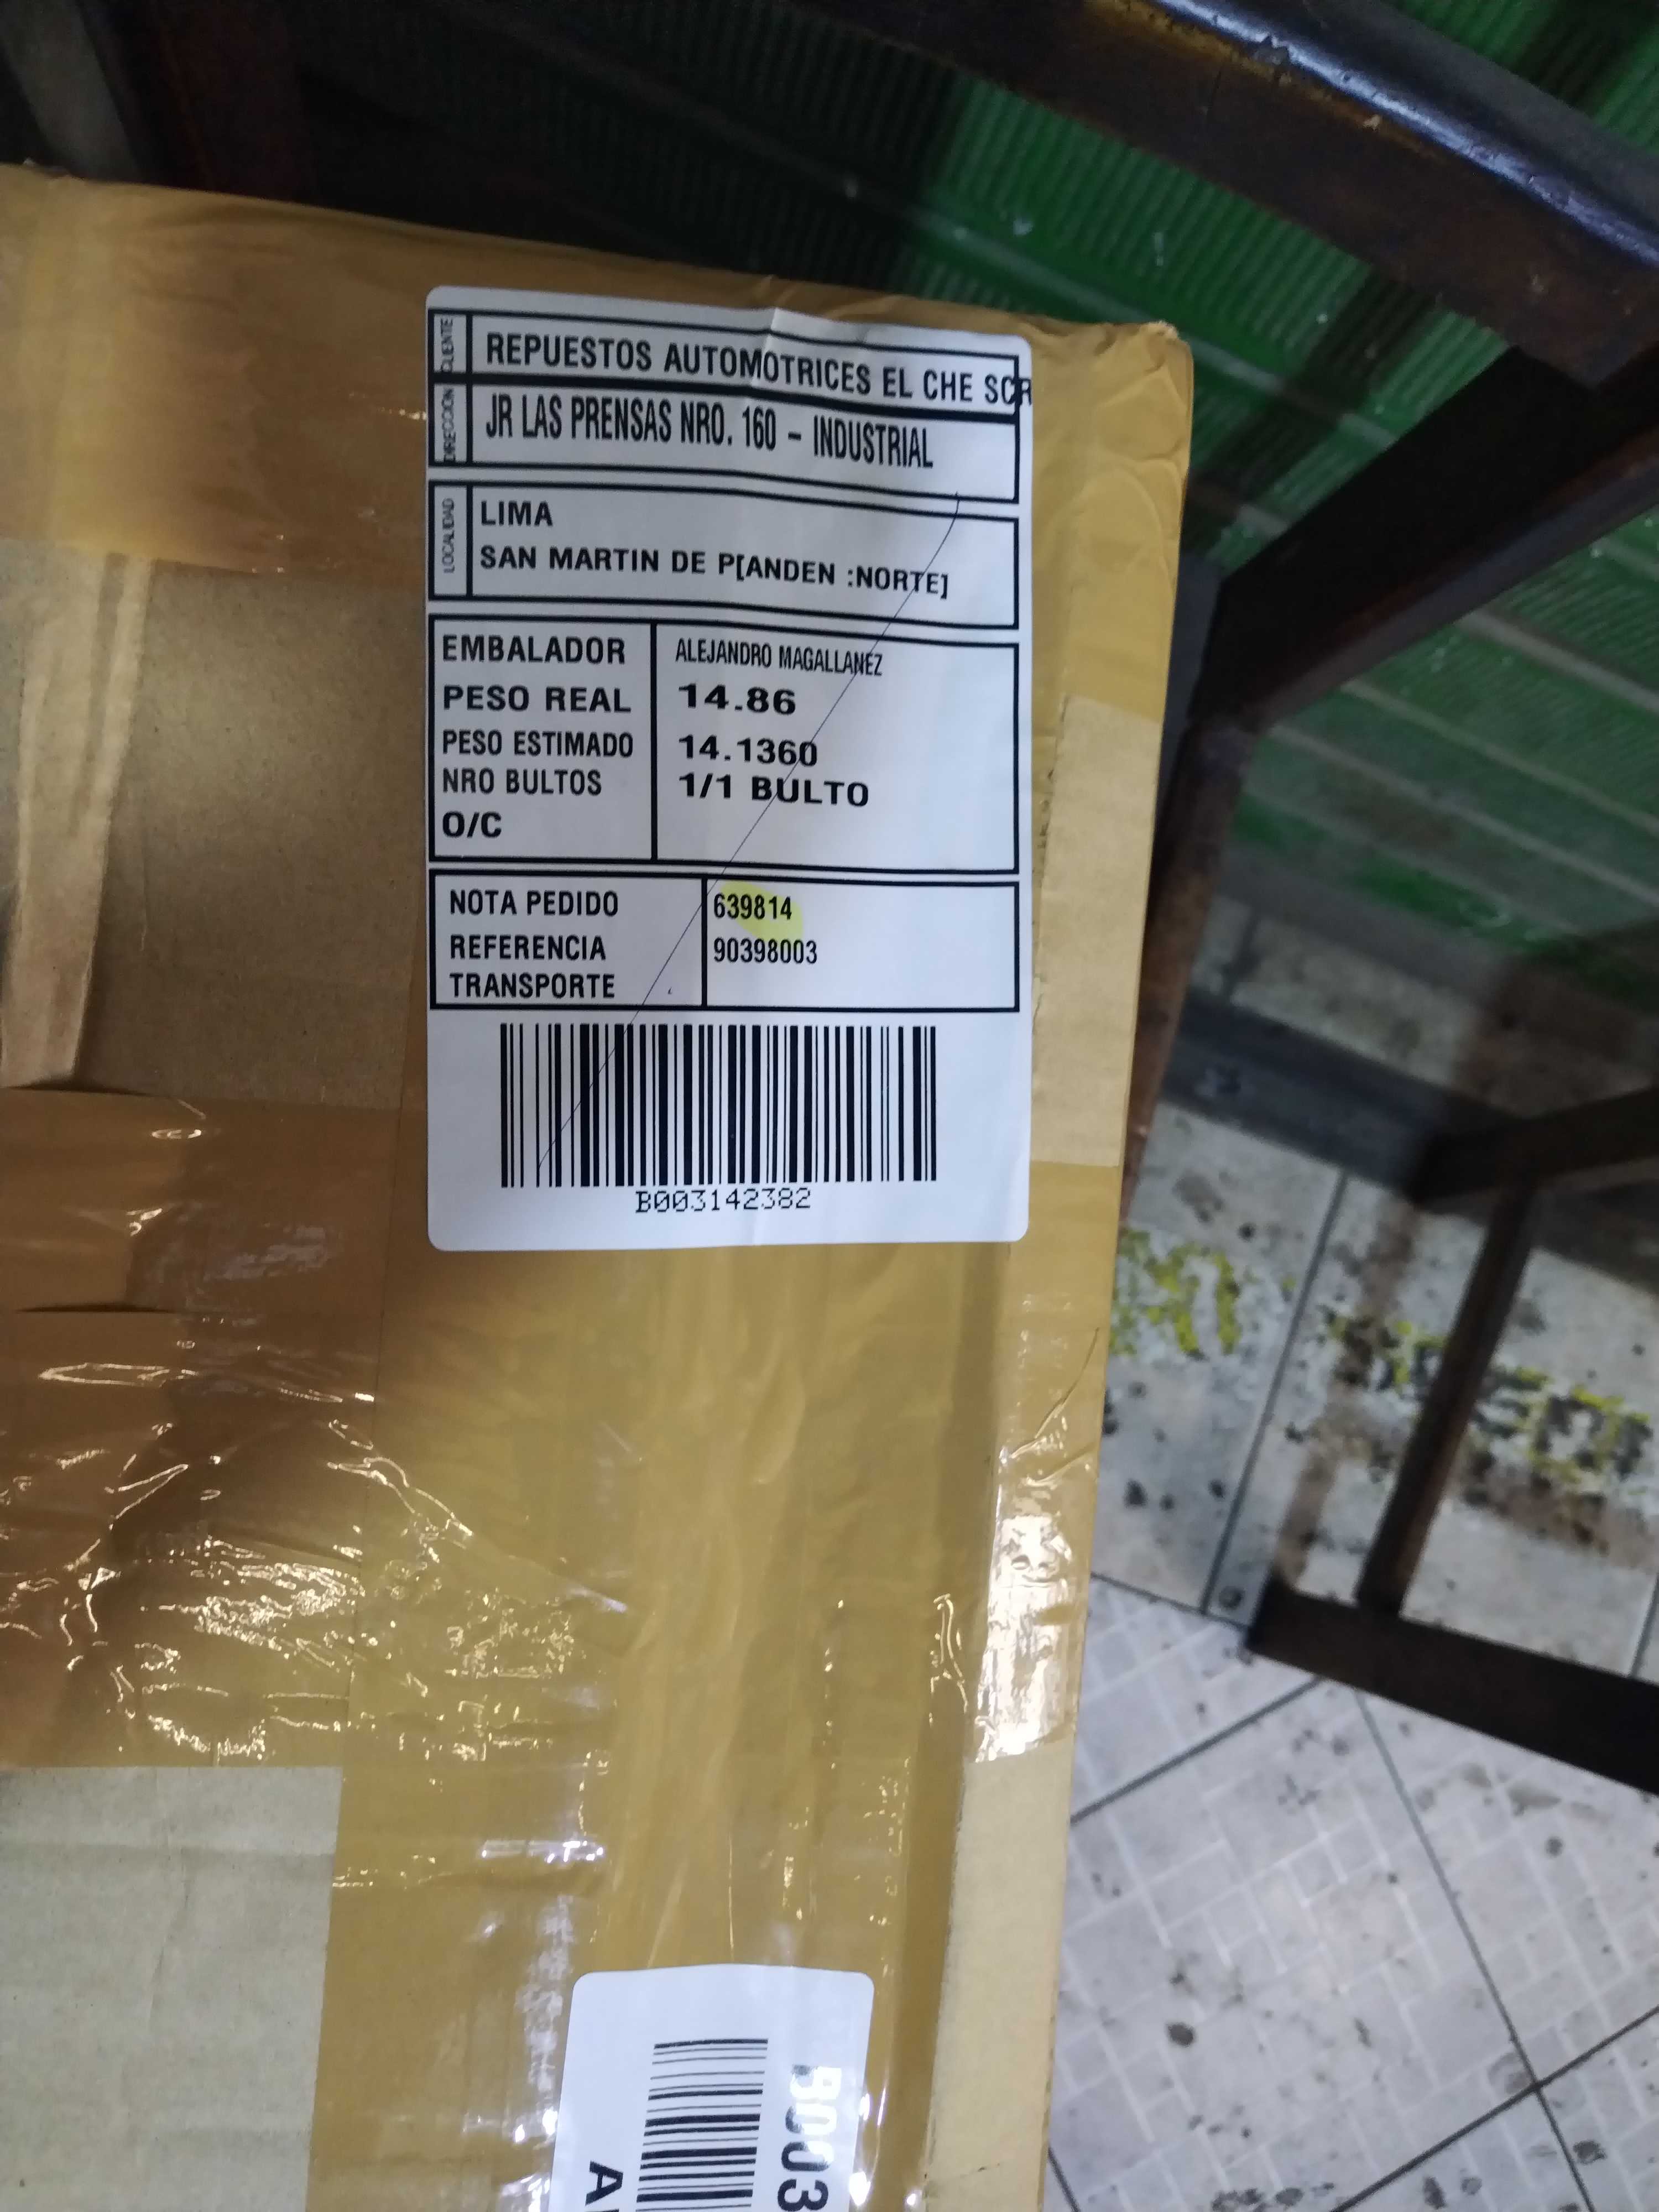 CLIENTE
REPUESTOS AUTOMOTRICES EL CHE SCR
DIRECCION
JR LAS PRENSAS NRO. 160 - INDUSTRIAL
LOCALIDAD
LIMA
SAN MARTIN DE P[ANDEN :NORTE]
EMBALADOR ALEJANDRO MAGALLANEZ
PESO REAL 14.86
PESO ESTIMADO 14.1360
NRO BULTOS 1/1 BULTO
O/C
NOTA PEDIDO 639814
REFERENCIA 90398003
TRANSPORTE
B003142382
B003